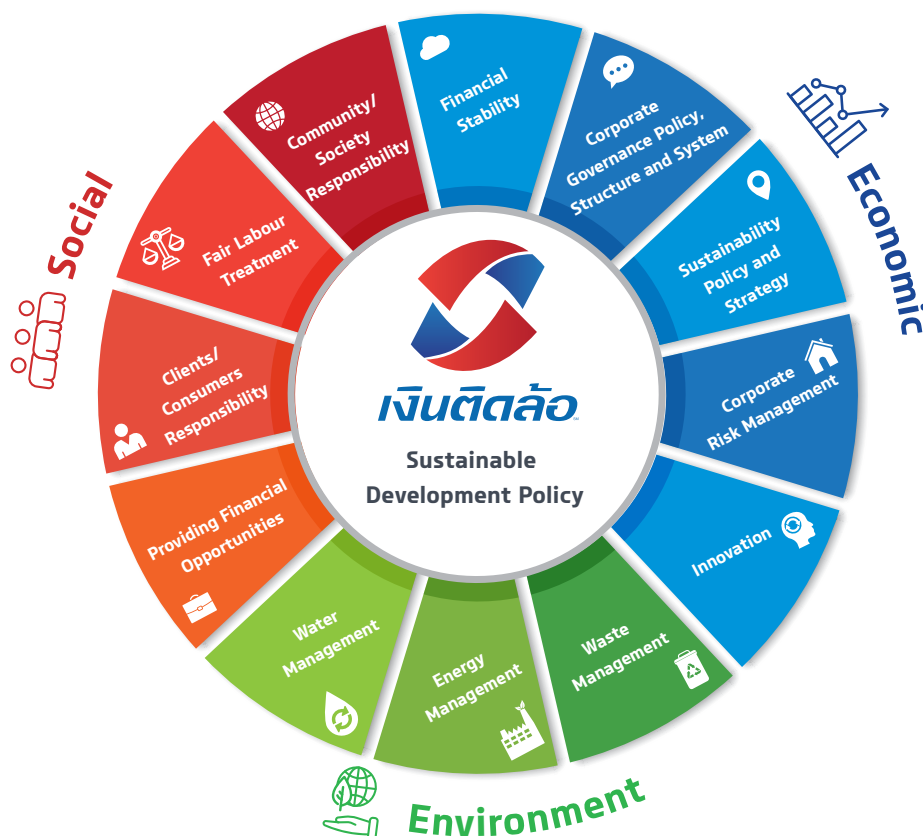 Financial
Stability
Corporate
Governance Policy,
Structure and System
Sustainability
Policy and
Strategy
Corporate
Risk Management
Innovation
Economic
Waste
Management
Energy
Management
Water
Management
Environment
Providing Financial
Opportunities
Clients/
Consumers
Responsibility
Fair Labour
Treatment
Community/
Society
Responsibility
Social
เงินติดล้อ
Sustainable
Development Policy